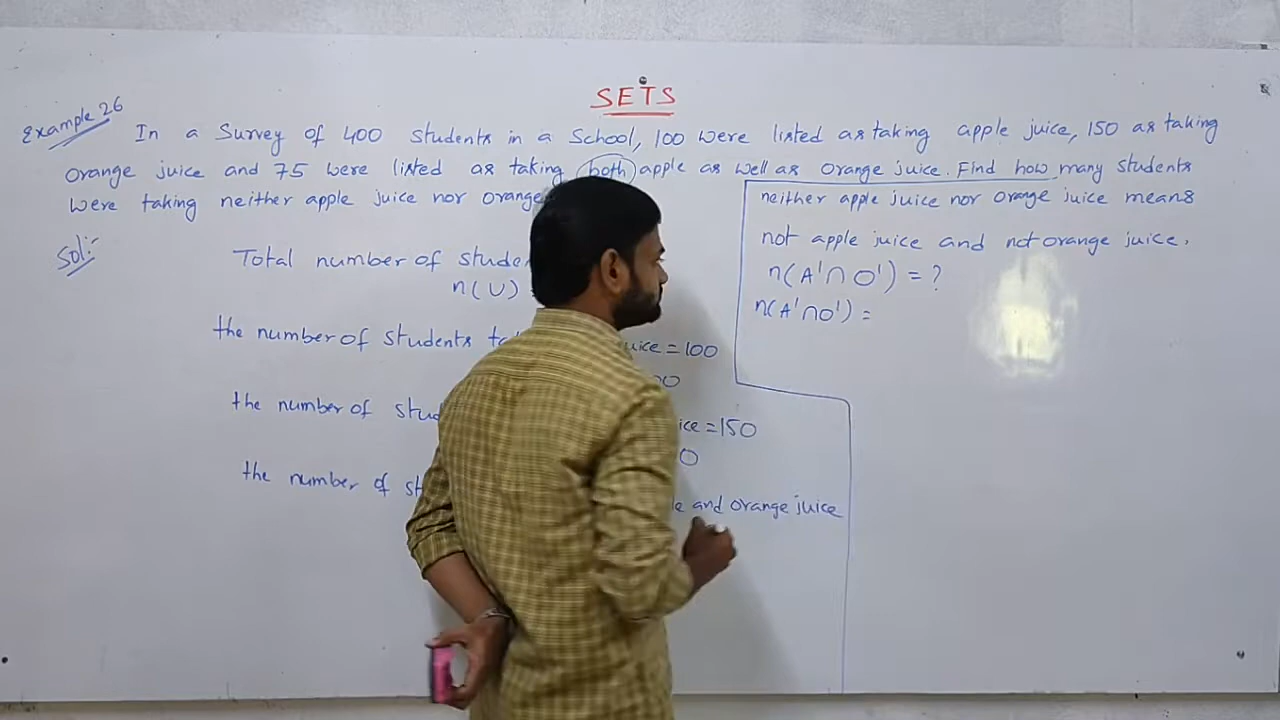 SETS
Example 26
In a Survey of 400 students in a School, 100 were listed as taking apple juice, 150 as taking
orange juice and 75 were listed as taking both apple as well as orange juice. Find how many students
were taking neither apple juice nor orange
neither apple juice nor orange juice means
not apple juice and not orange juice.
n(A'∩O') = ?
n(A'∩O') =
Sol:-
Total number of stude
n(U)
the number of students ta juice = 100
00
the number of stud ice = 150
0
the number of st e and orange juice